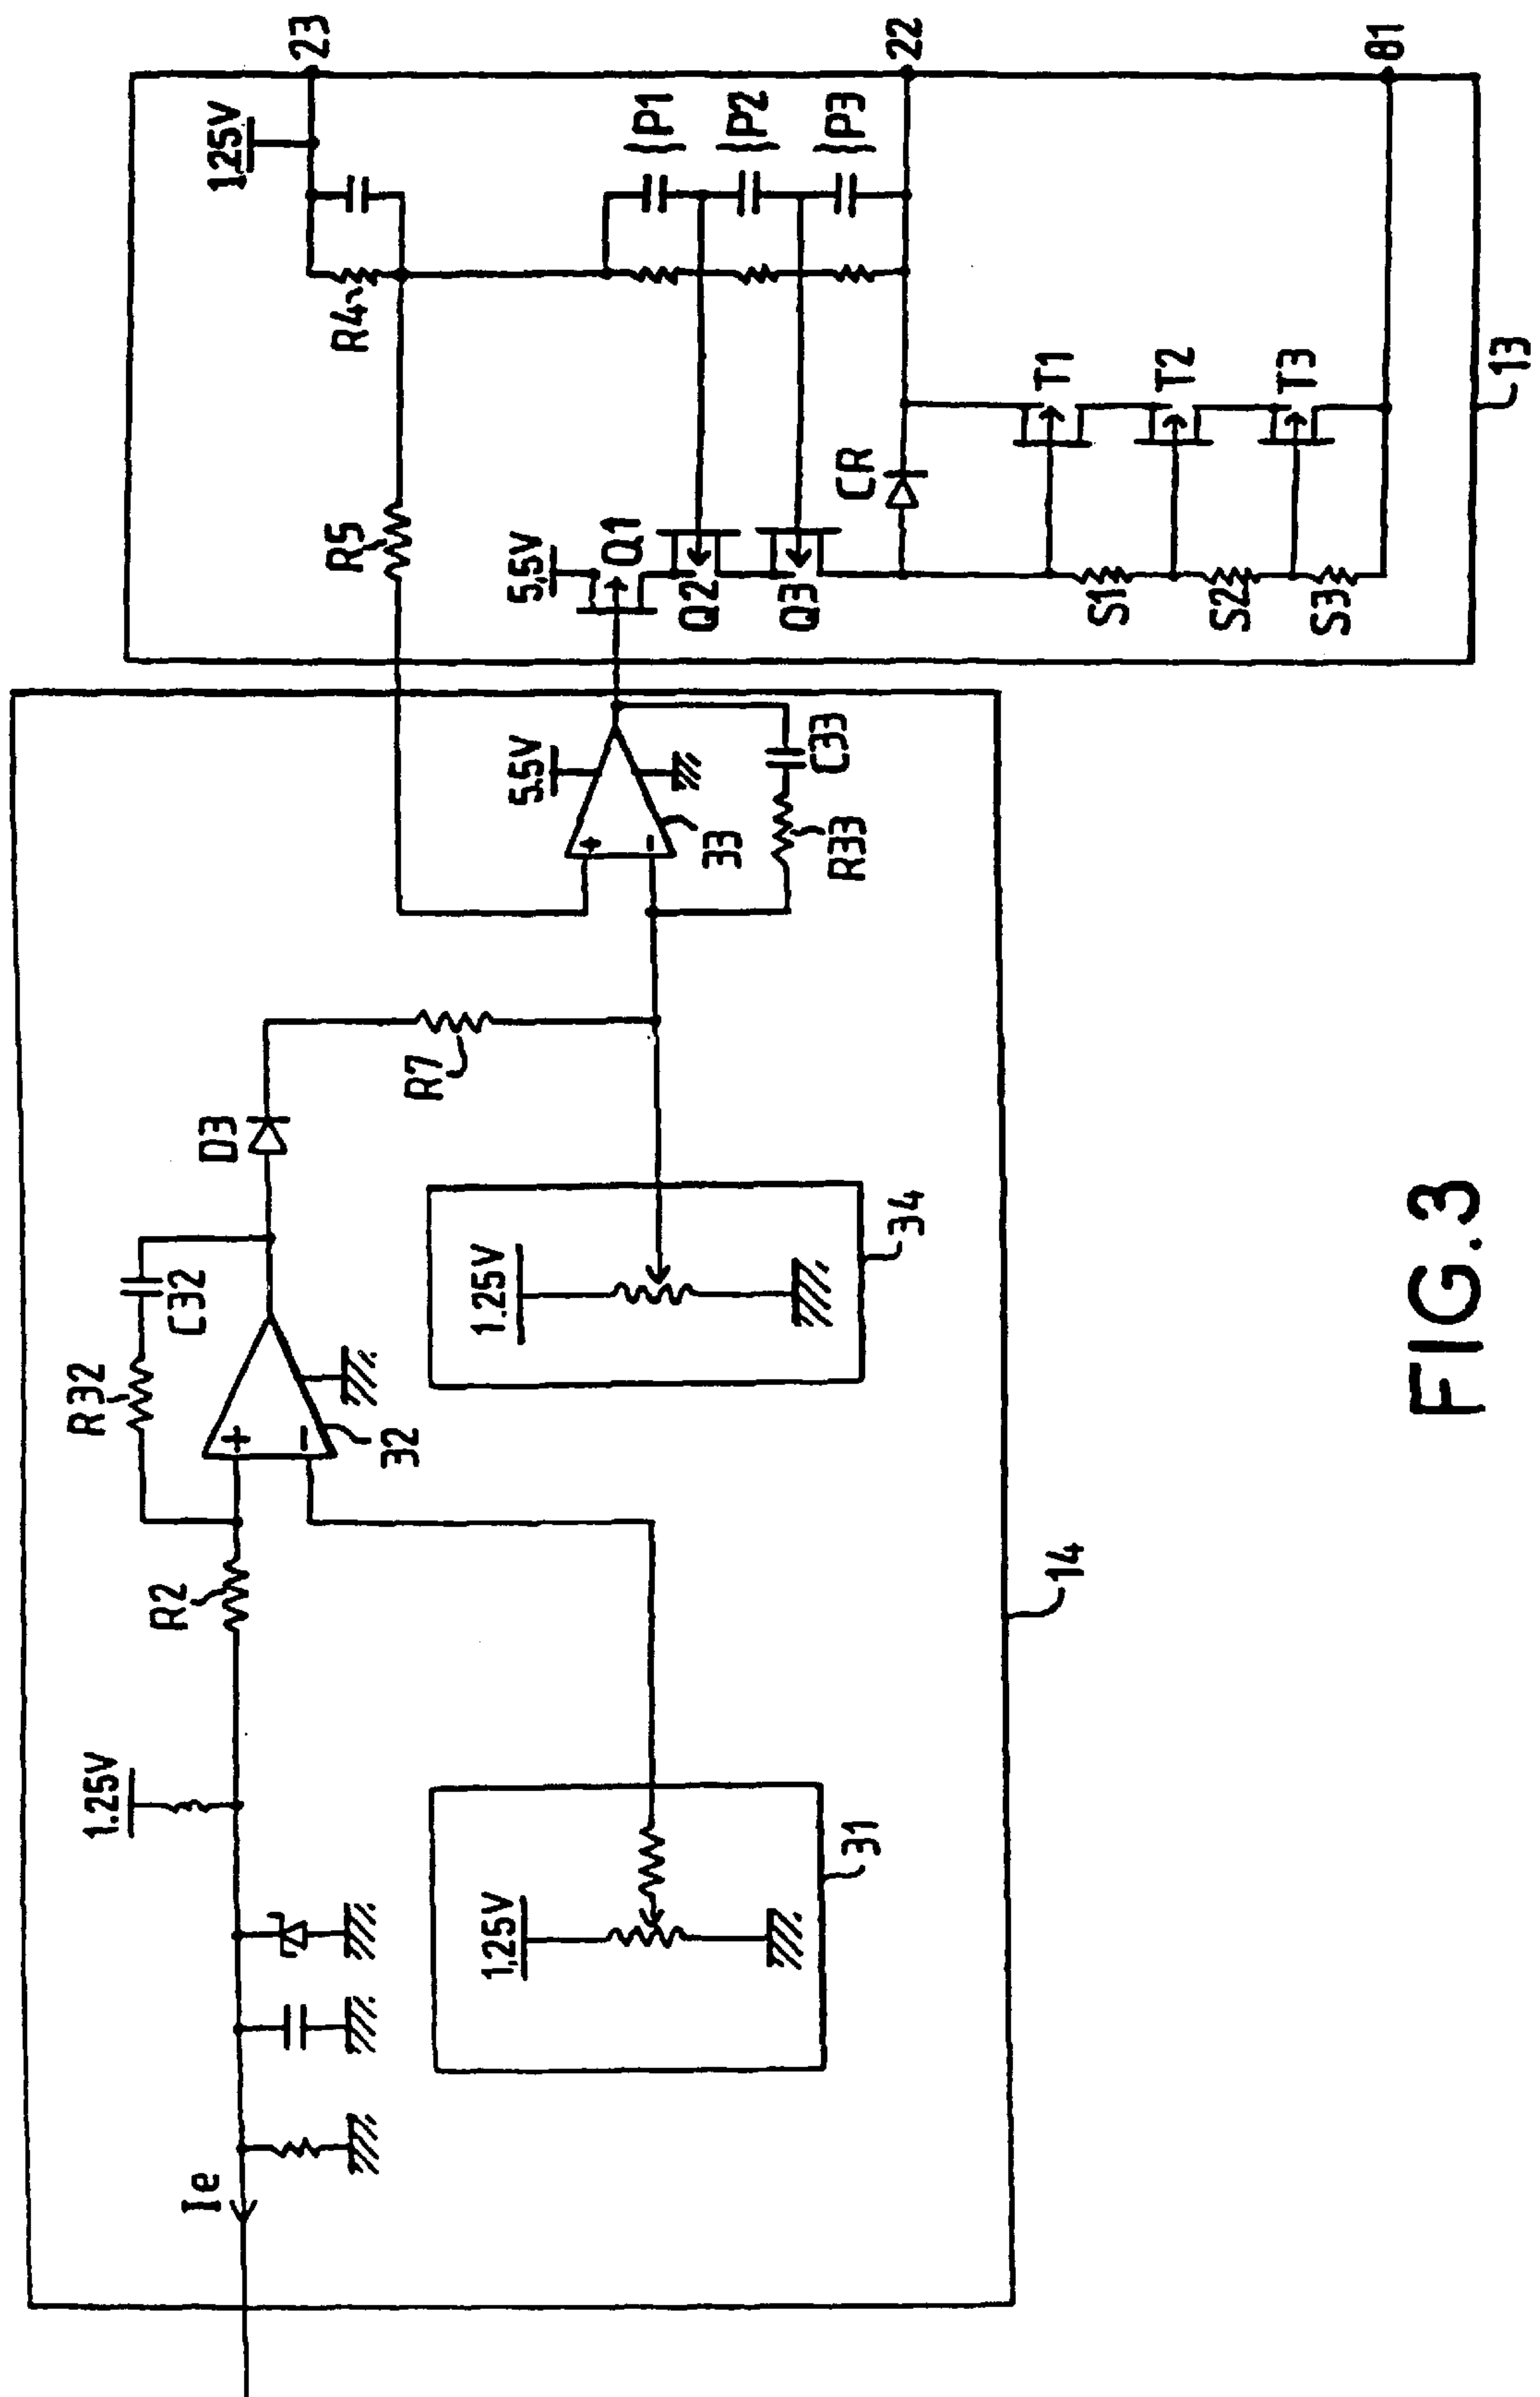 23
1.25V
R4
P1
P2
P3
22
81
R5
5,5V
Q1
Q2
Q3
CR
T1
T2
T3
S1
S2
S3
13
5.5V
+
−
33
C33
R33
R7
D3
C32
R32
+
−
32
1.25V
34
R2
1.25V
1,25V
31
Ie
14
FIG.3